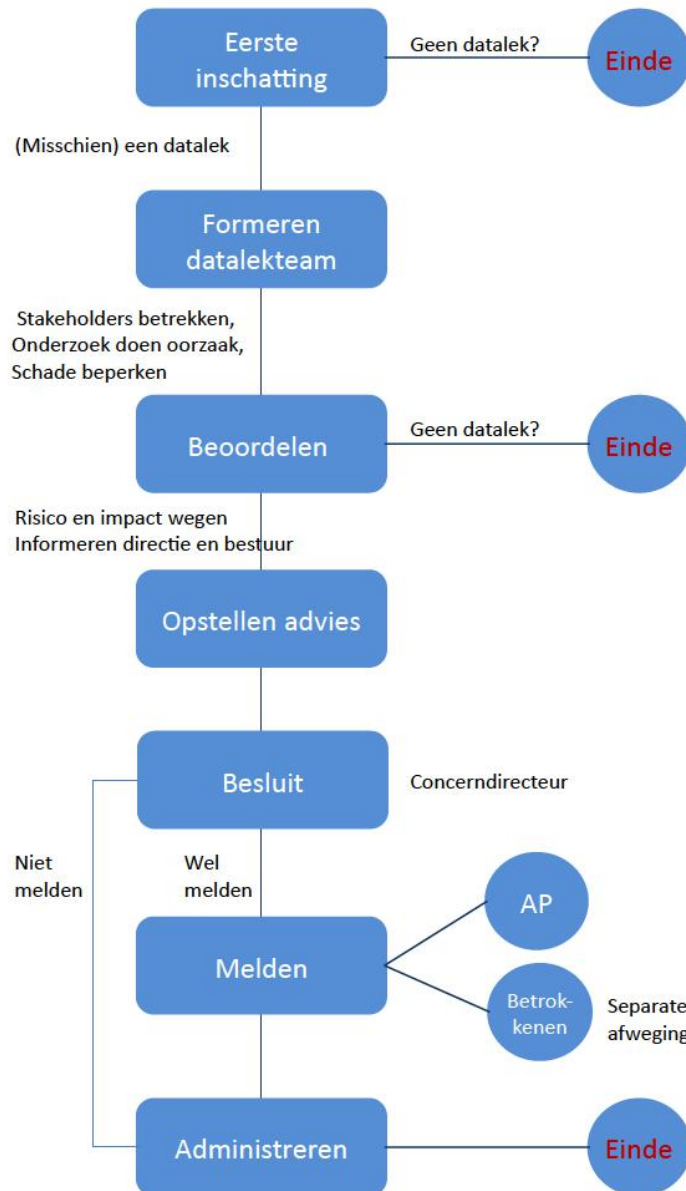 Eerste
inschatting
Geen datalek?
Einde
(Misschien) een datalek
Formeren
datalekteam
Stakeholders betrekken,
Onderzoek doen oorzaak,
Schade beperken
Beoordelen
Geen datalek?
Einde
Risico en impact wegen
Informeren directie en bestuur
Opstellen advies
Besluit
Concerndirecteur
Niet
melden
Wel
melden
AP
Melden
Betrok-
kenen
Separate
afweging
Administreren
Einde